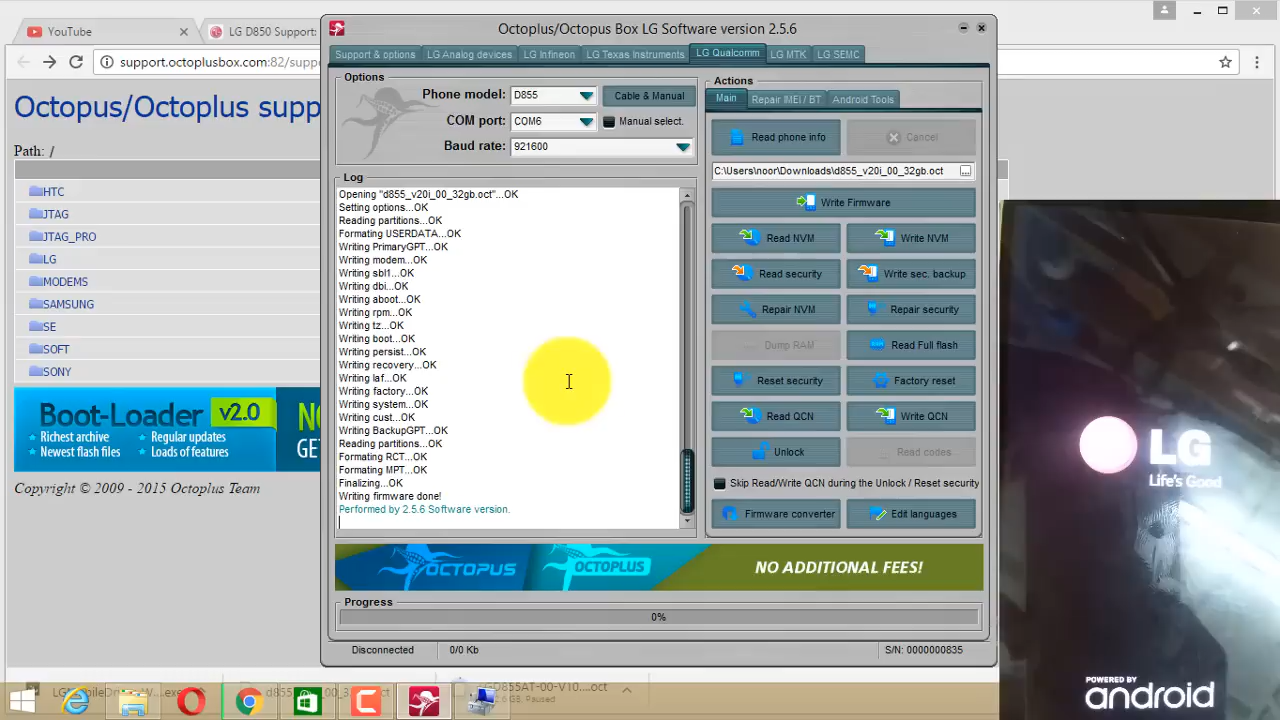 YouTube
LG D850 Support:
support.octoplusbox.com:82/supp
Octopus/Octoplus supp
Path: /
HTC
JTAG
JTAG_PRO
LG
MODEMS
SAMSUNG
SE
SOFT
SONY
Boot-Loader v2.0
Richest archive
Regular updates
Newest flash files
Loads of features
NO
GET
Copyright © 2009 - 2015 Octoplus Team
Octoplus/Octopus Box LG Software version 2.5.6
Support & options
LG Analog devices
LG Infineon
LG Texas Instruments
LG Qualcomm
LG MTK
LG SEMC
Options
Phone model:
D855
Cable & Manual
COM port:
COM6
Manual select.
Baud rate:
921600
Log
Opening "d855_v20i_00_32gb.oct"...OK
Setting options...OK
Reading partitions...OK
Formating USERDATA...OK
Writing PrimaryGPT...OK
Writing modem...OK
Writing sbl1...OK
Writing dbi...OK
Writing aboot...OK
Writing rpm...OK
Writing tz...OK
Writing boot...OK
Writing persist...OK
Writing recovery...OK
Writing laf...OK
Writing factory...OK
Writing system...OK
Writing cust...OK
Writing BackupGPT...OK
Reading partitions...OK
Formating RCT...OK
Formating MPT...OK
Finalizing...OK
Writing firmware done!
Performed by 2.5.6 Software version.
Actions
Main
Repair IMEI / BT
Android Tools
Read phone info
Cancel
C:\Users\noor\Downloads\d855_v20i_00_32gb.oct
...
Write Firmware
Read NVM
Write NVM
Read security
Write sec. backup
Repair NVM
Repair security
Dump RAM
Read Full flash
Reset security
Factory reset
Read QCN
Write QCN
Unlock
Read codes
Skip Read/Write QCN during the Unlock / Reset security
Firmware converter
Edit languages
OCTOPUS
OCTOPLUS
NO ADDITIONAL FEES!
Progress
0%
Disconnected
0/0 Kb
S/N: 0000000835
LG
Life's Good
POWERED BY
android